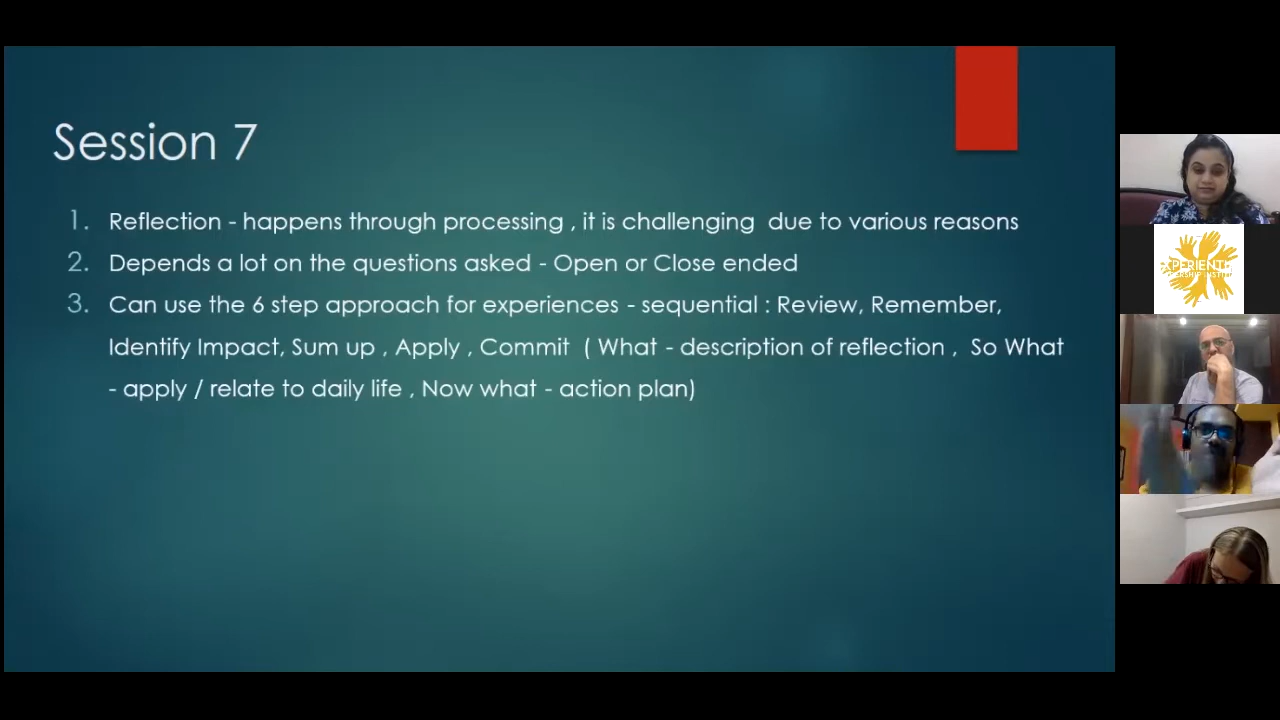 Session 7
1. Reflection - happens through processing , it is challenging due to various reasons
2. Depends a lot on the questions asked - Open or Close ended
3. Can use the 6 step approach for experiences - sequential : Review, Remember,
Identify Impact, Sum up , Apply , Commit ( What - description of reflection , So What
- apply / relate to daily life , Now what - action plan)